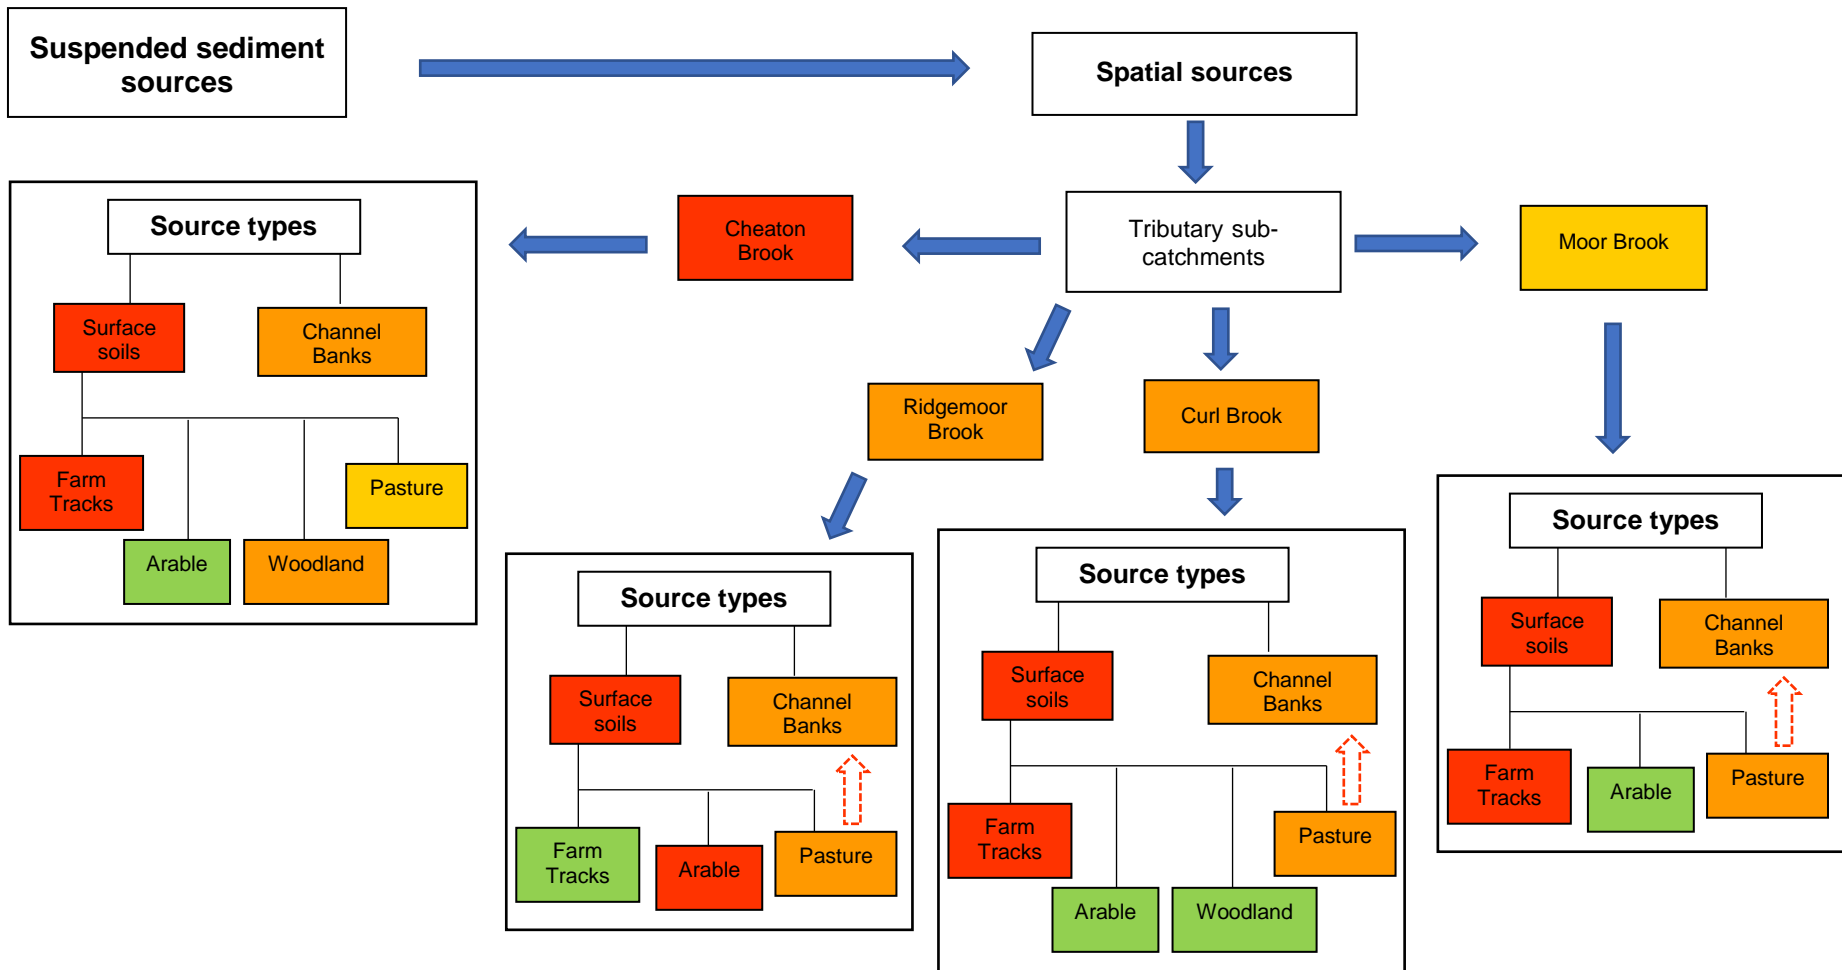 Suspended sediment
sources
Spatial sources
Tributary sub-
catchments
Cheaton
Brook
Moor Brook
Ridgemoor
Brook
Curl Brook
Source types
Surface
soils
Channel
Banks
Farm
Tracks
Arable
Woodland
Pasture
Source types
Surface
soils
Channel
Banks
Farm
Tracks
Arable
Pasture
Source types
Surface
soils
Channel
Banks
Farm
Tracks
Arable
Woodland
Pasture
Source types
Surface
soils
Channel
Banks
Farm
Tracks
Arable
Pasture